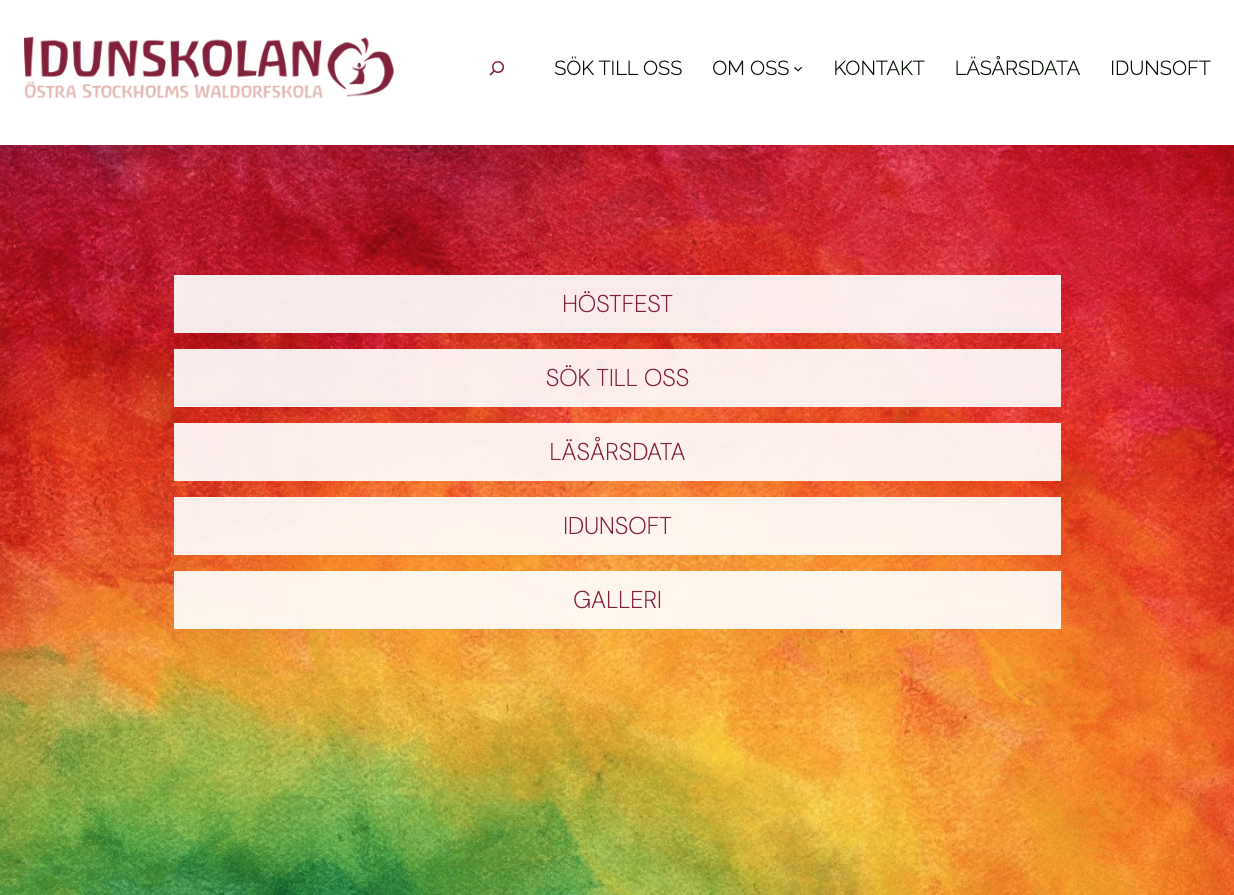 IDUNSKOLAN
ÖSTRA STOCKHOLMS WALDORFSKOLA
SÖK TILL OSS
OM OSS
KONTAKT
LÄSÅRSDATA
IDUNSOFT
HÖSTFEST
SÖK TILL OSS
LÄSÅRSDATA
IDUNSOFT
GALLERI